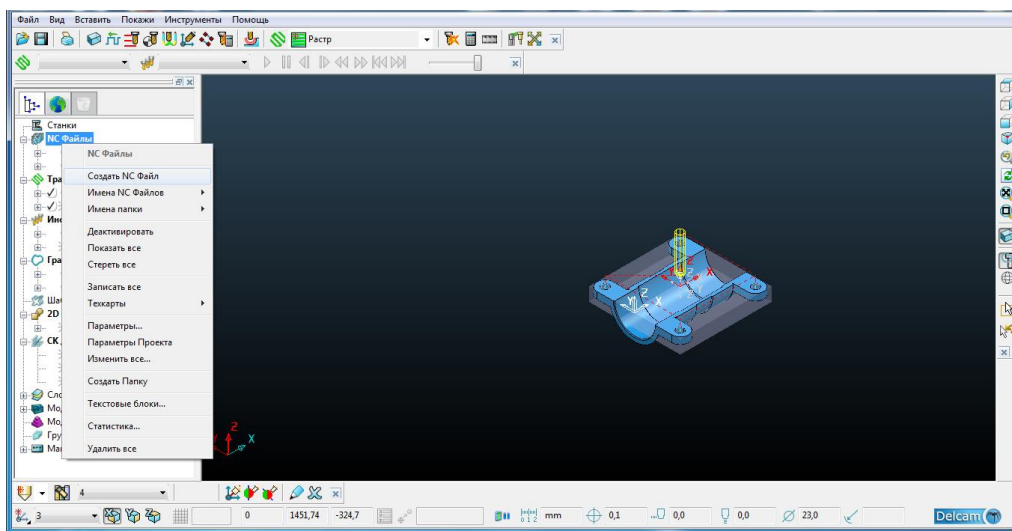 Файл Вид Вставить Покажи Инструменты Помощь
Растр
Станки
NC Файлы
NC Файлы
Создать NC Файл
Имена NC Файлов
Имена папки
Деактивировать
Показать все
Стереть все
Записать все
Техкарты
Параметры...
Параметры Проекта
Изменить все...
Создать Папку
Текстовые блоки...
Статистика...
Удалить все
Тра
Инс
Гра
Ша
2D
СК
Сло
Мо
Мо
Гру
Ма
Z
X
Z
Y
X
Z
X
4
3
0 1451,74 -324,7 mm 0,1 0,0 0,0 23,0 Delcam